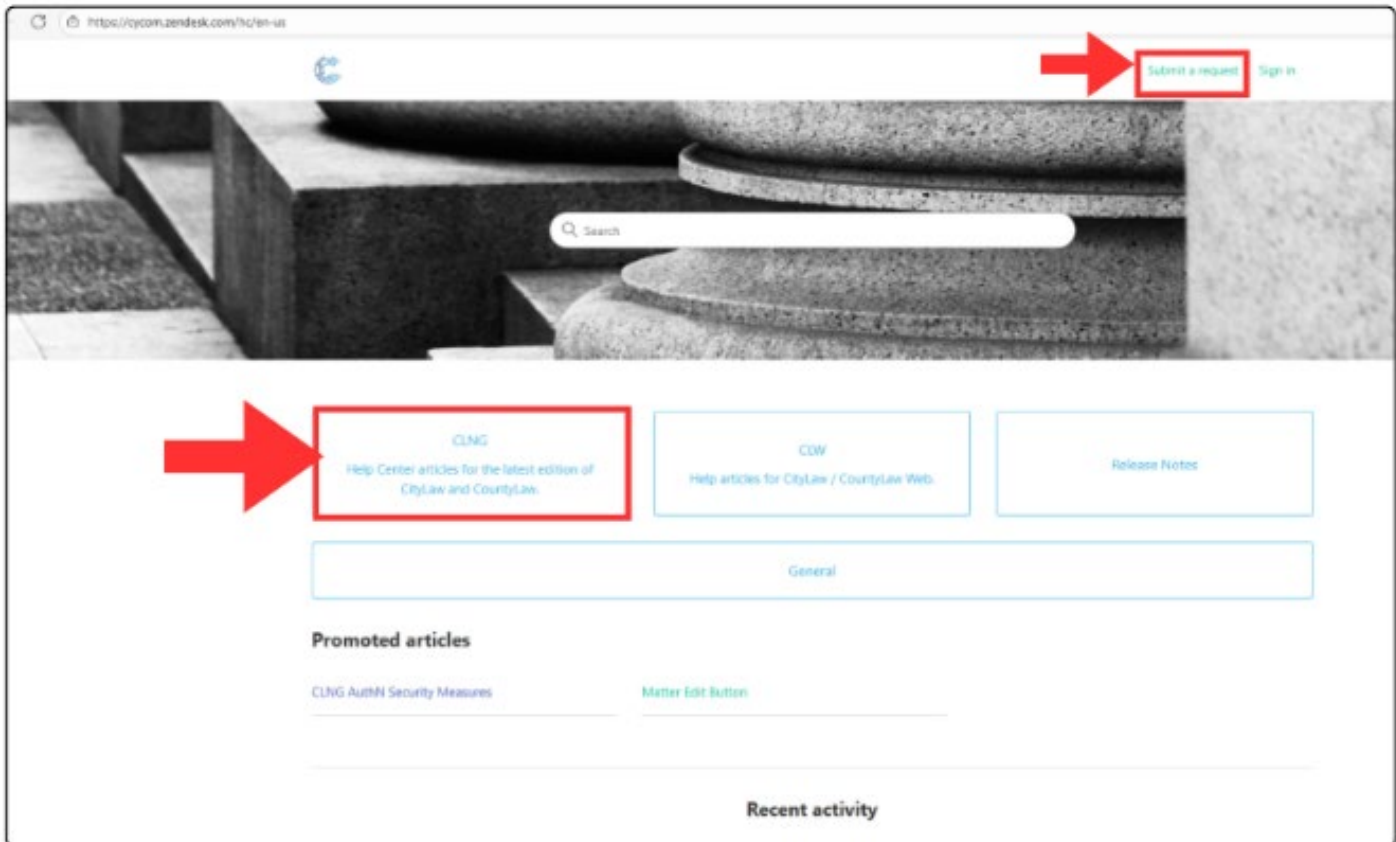 https://cycom.zendesk.com/hc/en-us
Submit a request
Sign in
Search
CLNG
Help Center articles for the latest edition of
CityLaw and CountyLaw.
CLW
Help articles for CityLaw / CountyLaw Web.
Release Notes
General
Promoted articles
CLNG AuthN Security Measures
Matter Edit Button
Recent activity